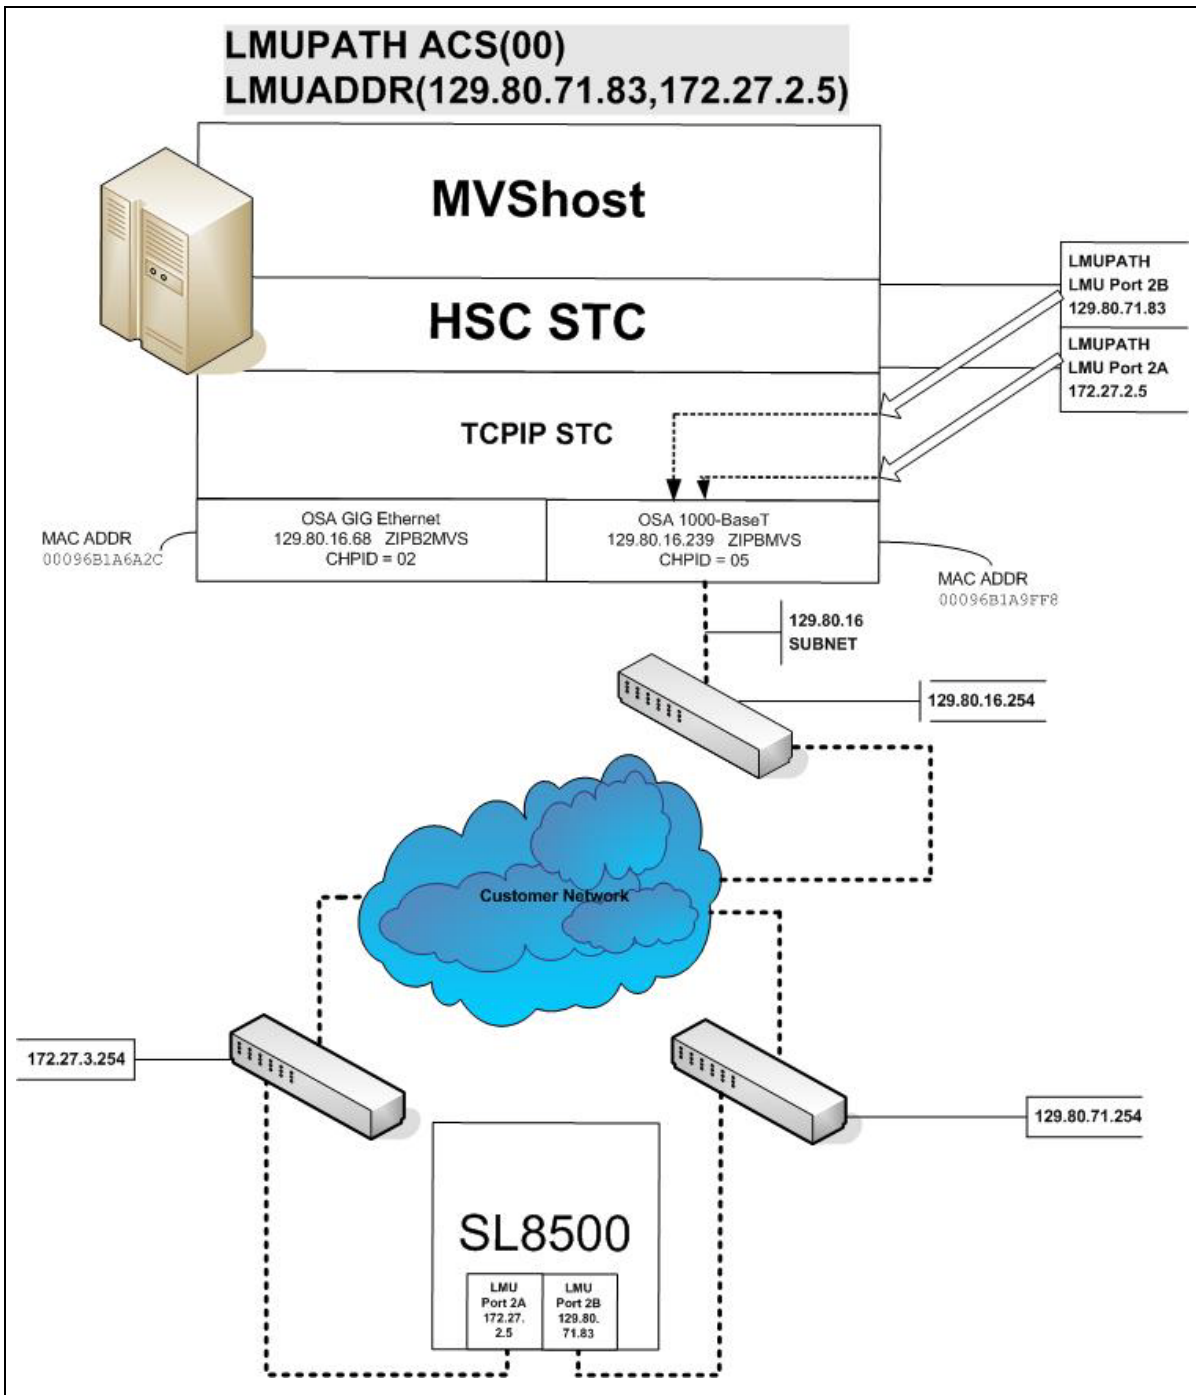 LMUPATH ACS(00)
LMUADDR(129.80.71.83,172.27.2.5)
MVShost
HSC STC
TCPIP STC
LMUPATH
LMU Port 2B
129.80.71.83
LMUPATH
LMU Port 2A
172.27.2.5
MAC ADDR
00096B1A6A2C
OSA GIG Ethernet
129.80.16.68 ZIPB2MVS
CHPID = 02
OSA 1000-BaseT
129.80.16.239 ZIPBMVS
CHPID = 05
MAC ADDR
00096B1A9FF8
129.80.16
SUBNET
129.80.16.254
Customer Network
172.27.3.254
129.80.71.254
SL8500
LMU
Port 2A
172.27.
2.5
LMU
Port 2B
129.80.
71.83